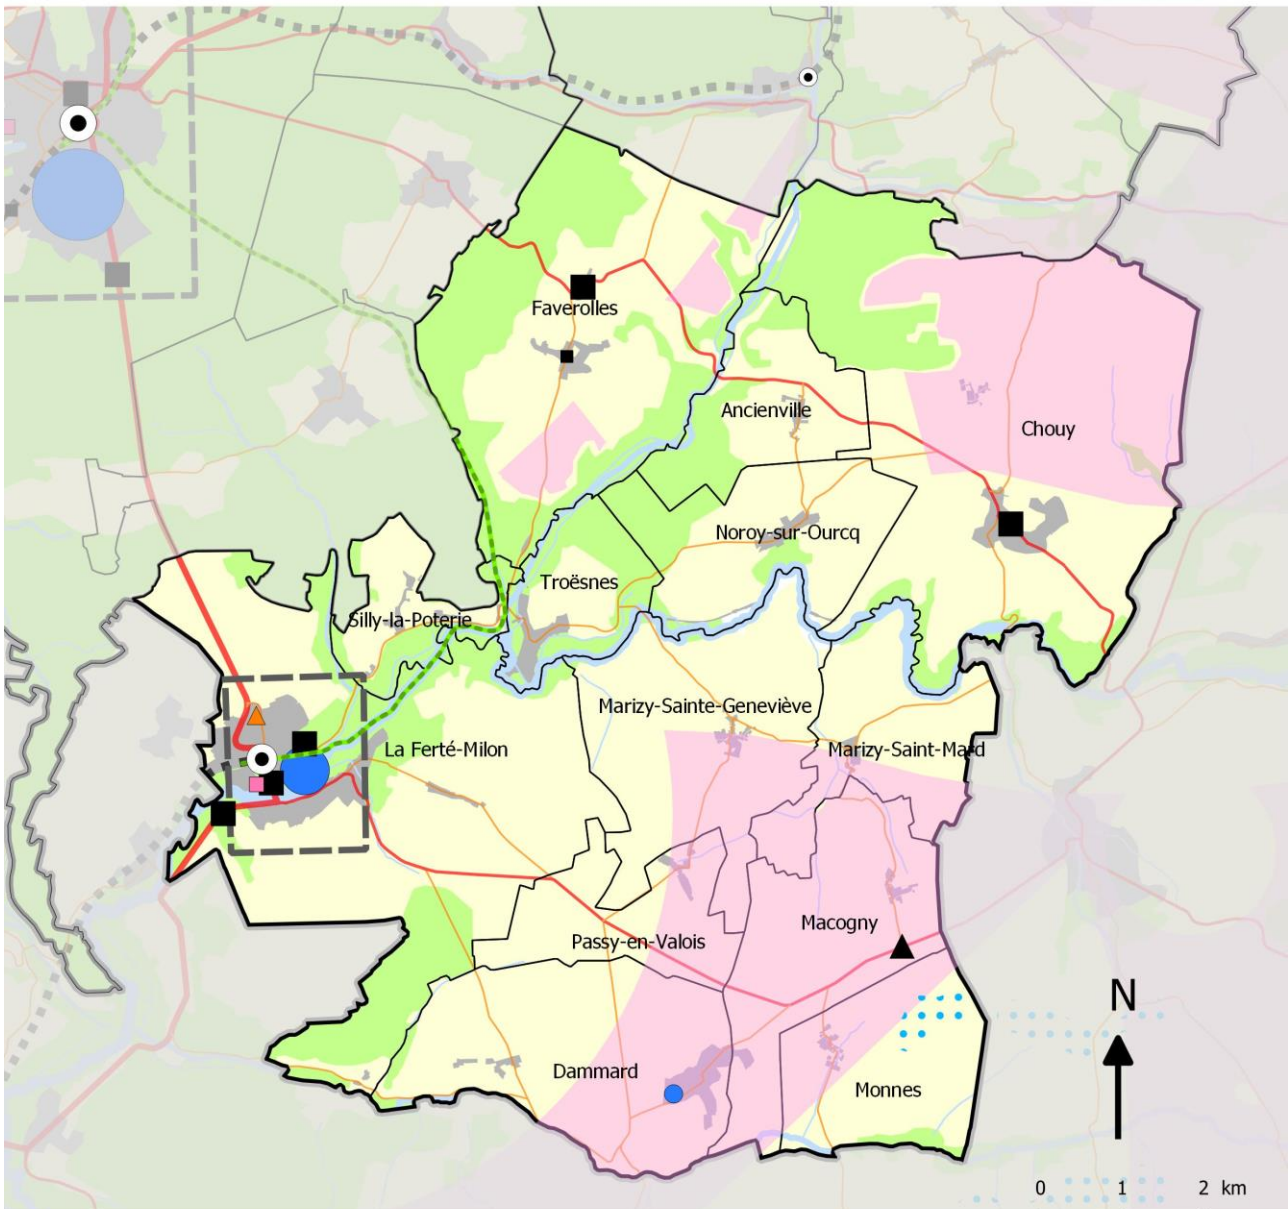 Faverolles
Ancienville
Chouy
Noroy-sur-Ourcq
Troësnes
Silly-la-Poterie
Marizy-Sainte-Geneviève
La Ferté-Milon
Marizy-Saint-Mard
Macogny
Passy-en-Valois
N
Dammard
Monnes
0 1 2 km